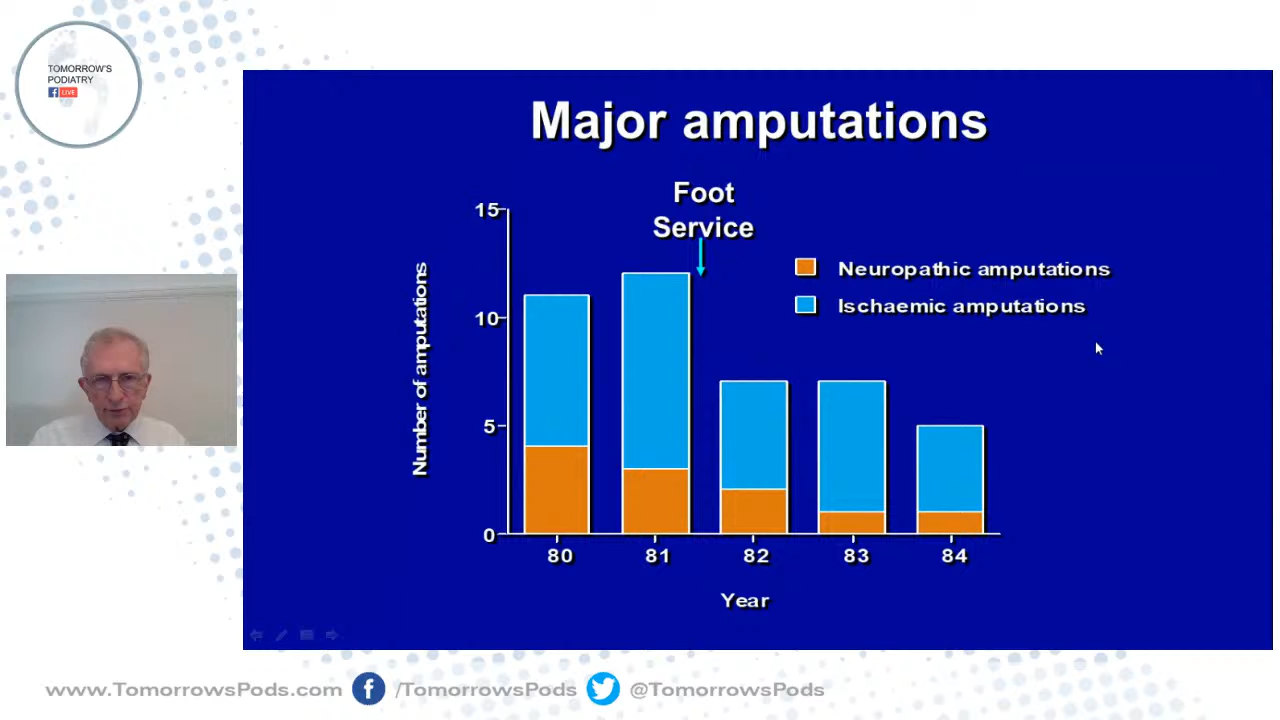 TOMORROW'S
PODIATRY
f LIVE
Major amputations
Foot
Service
15
10
5
0
Number of amputations
Neuropathic amputations
Ischaemic amputations
80 81 82 83 84
Year
www.TomorrowsPods.com f /TomorrowsPods @TomorrowsPods